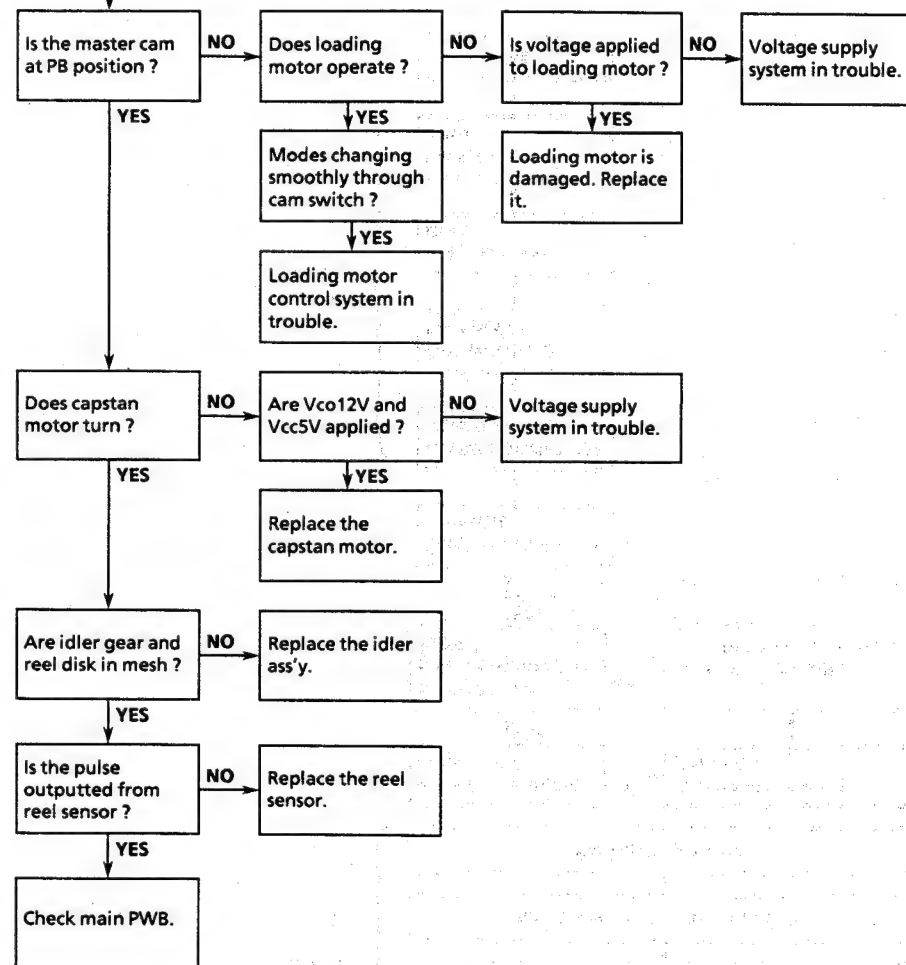 Is the master cam
at PB position ?
NO
Does loading
motor operate ?
NO
Is voltage applied
to loading motor ?
NO
Voltage supply
system in trouble.
YES
YES
Modes changing
smoothly through
cam switch ?
YES
Loading motor is
damaged. Replace
it.
YES
Loading motor
control system in
trouble.
Does capstan
motor turn ?
NO
Are Vco12V and
Vcc5V applied ?
NO
Voltage supply
system in trouble.
YES
YES
Replace the
capstan motor.
Are idler gear and
reel disk in mesh ?
NO
Replace the idler
ass'y.
YES
Is the pulse
outputted from
reel sensor ?
NO
Replace the reel
sensor.
YES
Check main PWB.